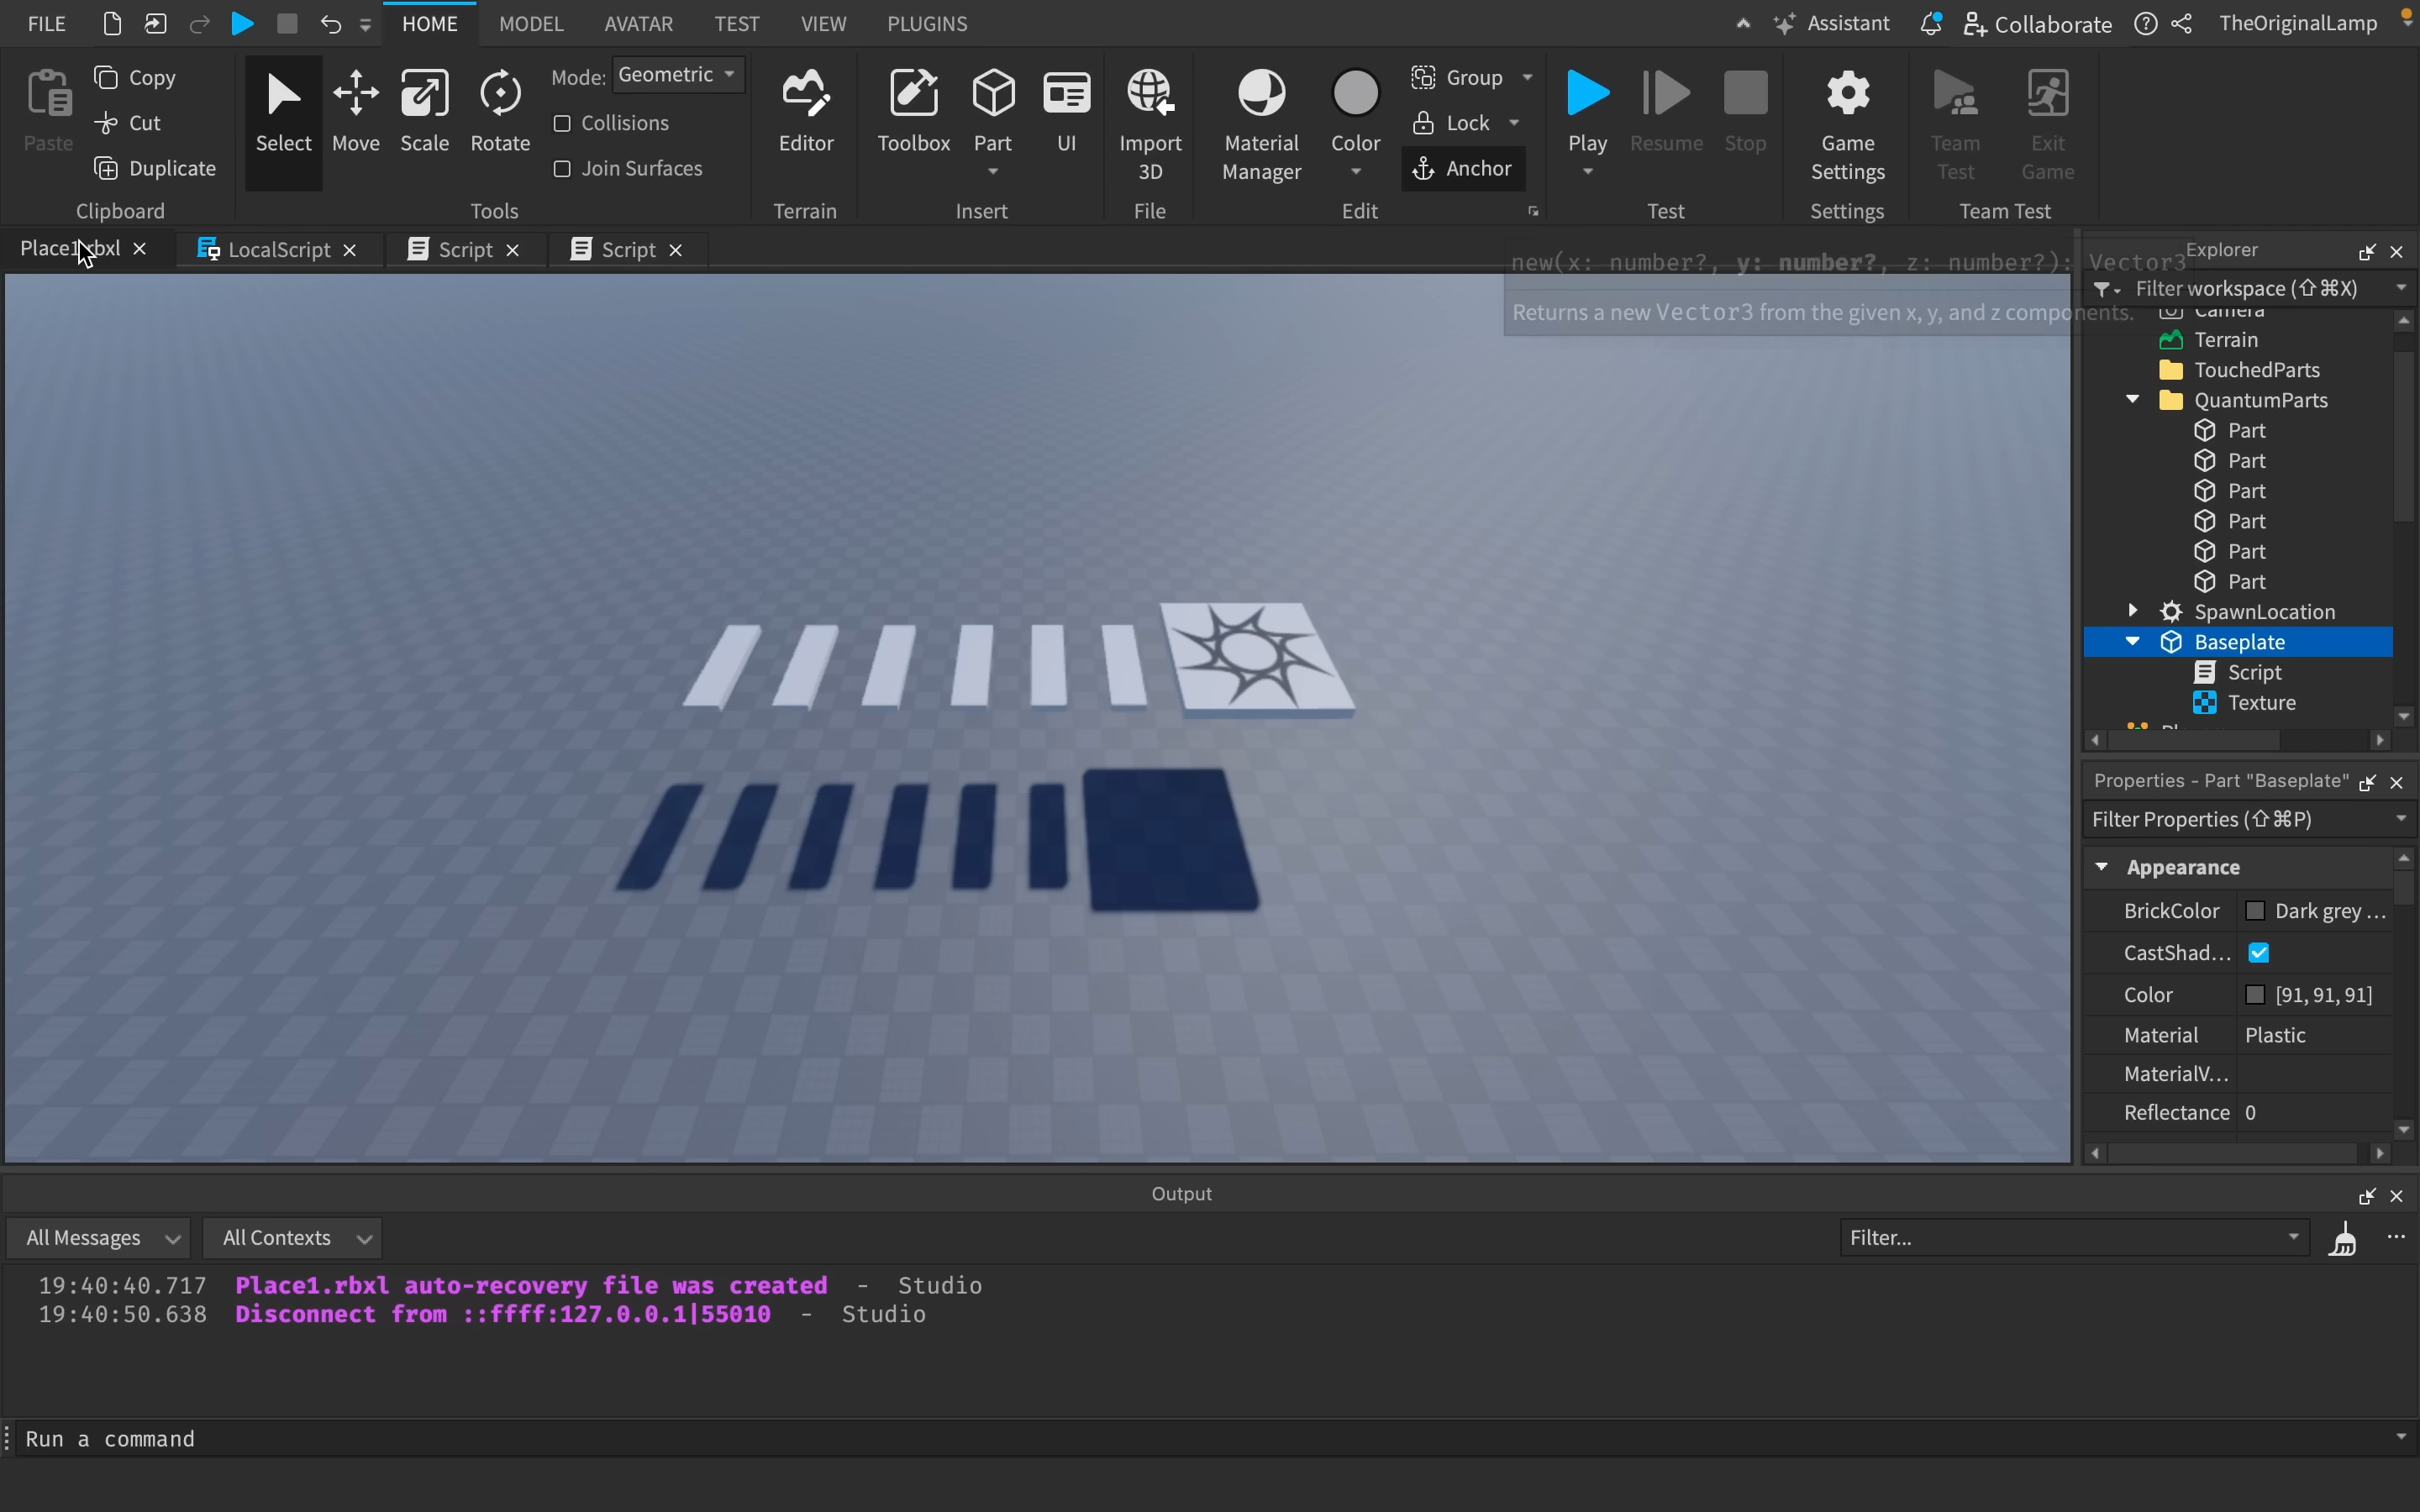 FILE HOME MODEL AVATAR TEST VIEW PLUGINS Assistant Collaborate TheOriginalLamp
Paste Copy Cut Duplicate
Clipboard
Select Move Scale Rotate
Mode: Geometric
Collisions
Join Surfaces
Tools
Editor
Terrain
Toolbox Part UI
Insert
Import
3D
File
Material
Manager
Color
Group
Lock
Anchor
Edit
Play Resume Stop
Test
Game
Settings
Settings
Team
Test
Exit
Game
Team Test
Place1.rbxl LocalScript Script Script
new(x: number?, y: number?, z: number?): Vector3
Returns a new Vector3 from the given x, y, and z components.
Explorer
Filter workspace (⇧⌘X)
Camera
Terrain
TouchedParts
QuantumParts
Part
Part
Part
Part
Part
Part
SpawnLocation
Baseplate
Script
Texture
Properties - Part "Baseplate"
Filter Properties (⇧⌘P)
Appearance
BrickColor Dark grey ...
CastShad...
Color [91, 91, 91]
Material Plastic
MaterialV...
Reflectance 0
Output
All Messages All Contexts Filter...
19:40:40.717 Place1.rbxl auto-recovery file was created - Studio
19:40:50.638 Disconnect from ::ffff:127.0.0.1|55010 - Studio
Run a command